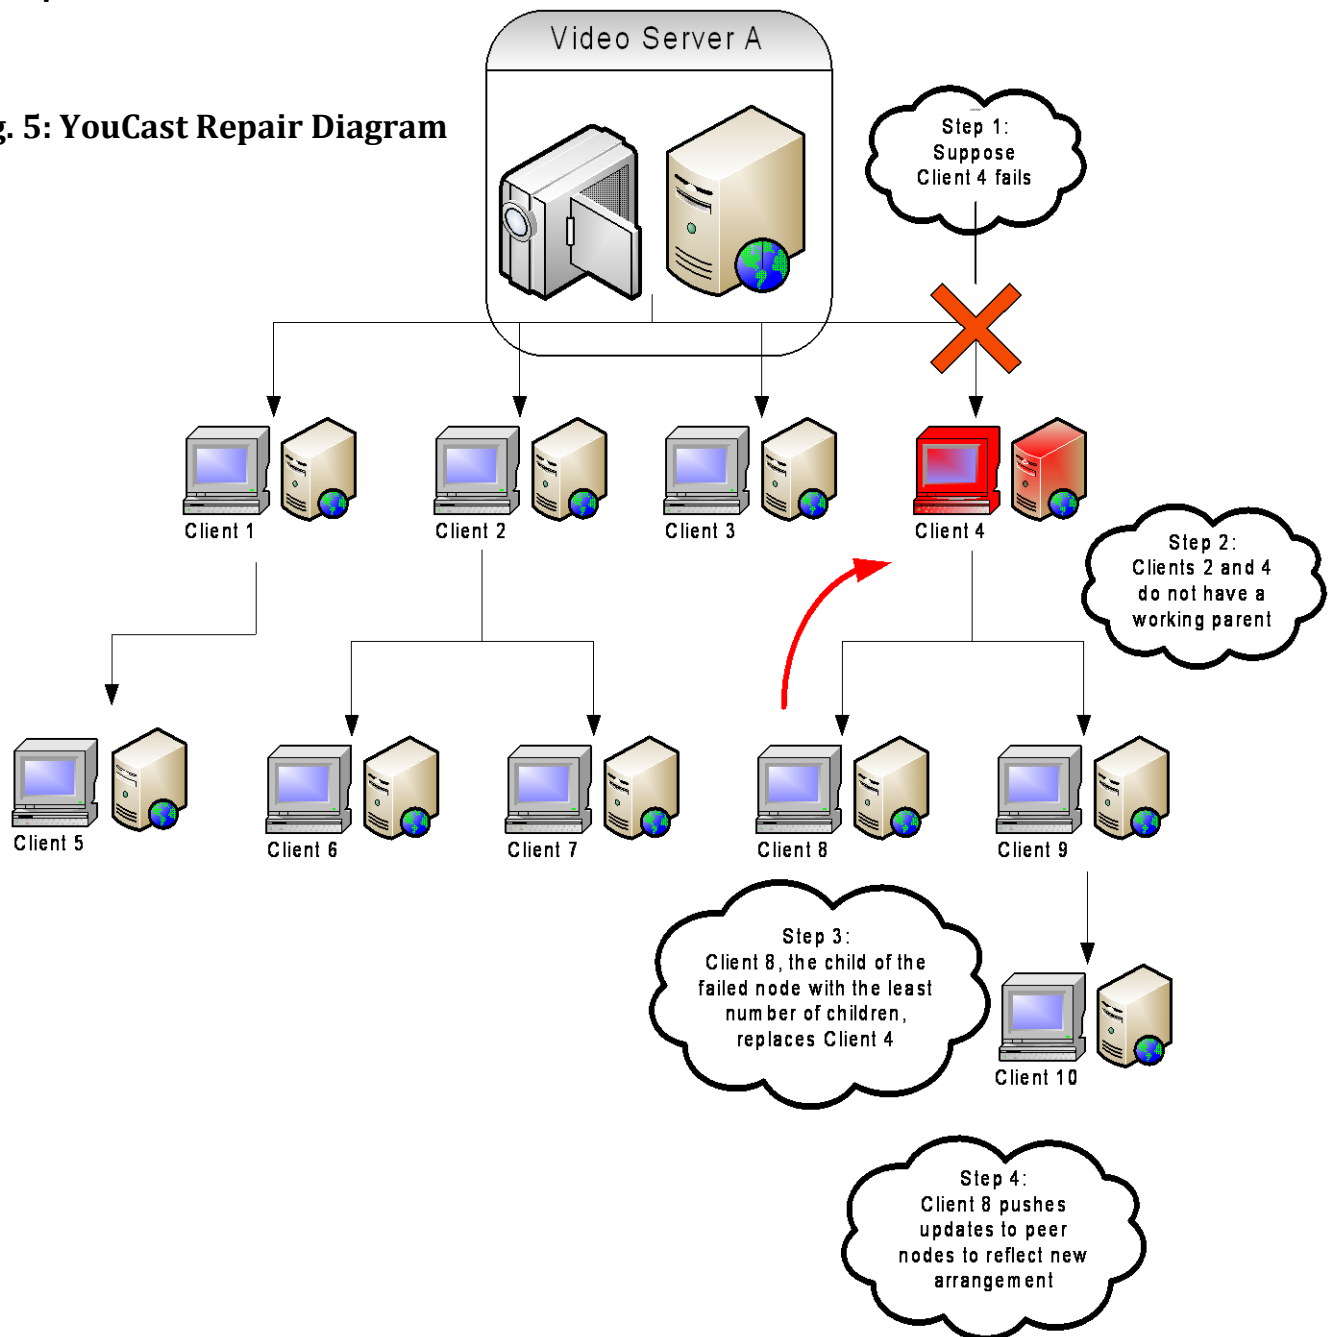 Video Server A
g. 5: YouCast Repair Diagram
Step 1:
Suppose
Client 4 fails
Client 1
Client 2
Client 3
Client 4
Step 2:
Clients 2 and 4
do not have a
working parent
Client 5
Client 6
Client 7
Client 8
Client 9
Step 3:
Client 8, the child of the
failed node with the least
number of children,
replaces Client 4
Client 10
Step 4:
Client 8 pushes
updates to peer
nodes to reflect new
arrangement